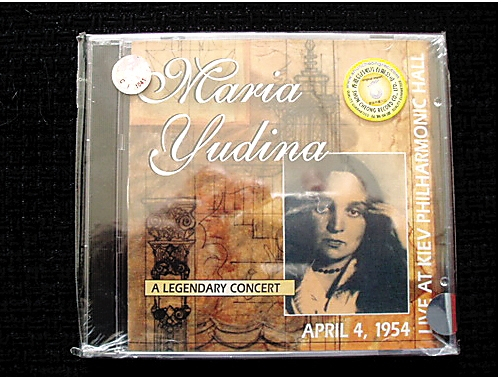 Maria
Yudina
A LEGENDARY CONCERT
APRIL 4, 1954
LIVE AT KIEV PHILHARMONIC HALL